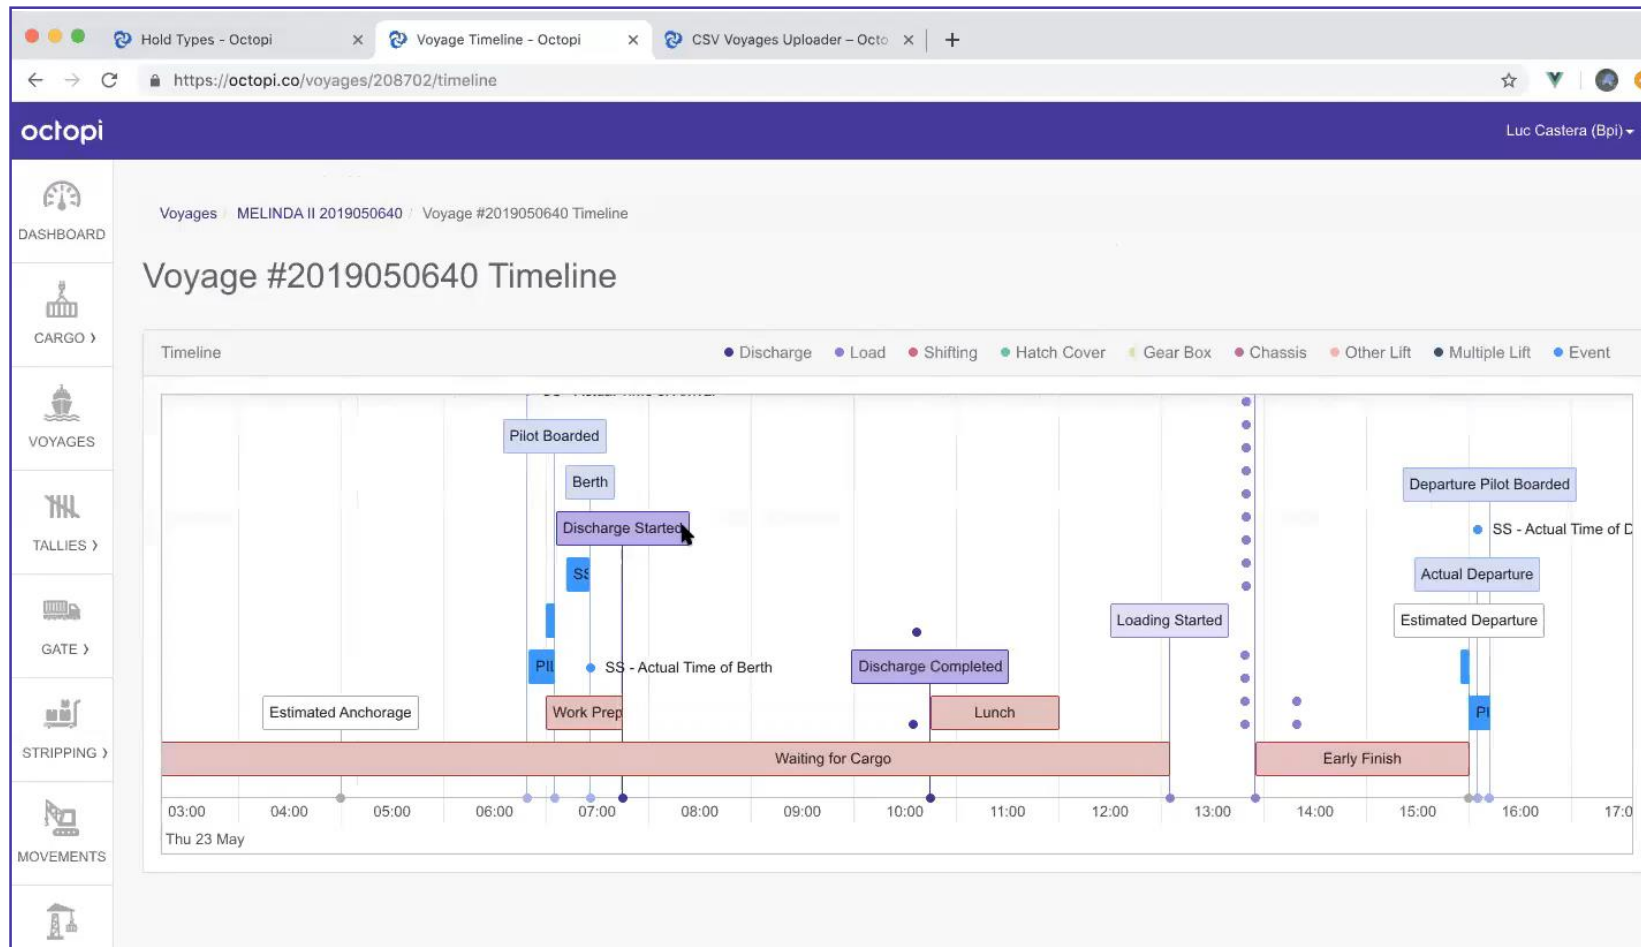 Hold Types - Octopi
Voyage Timeline - Octopi
CSV Voyages Uploader – Octo
https://octopi.co/voyages/208702/timeline
octopi
Luc Castera (Bpi)
DASHBOARD
CARGO ❯
VOYAGES
TALLIES ❯
GATE ❯
STRIPPING ❯
MOVEMENTS
Voyages / MELINDA II 2019050640 / Voyage #2019050640 Timeline
Voyage #2019050640 Timeline
Timeline
Discharge Load Shifting Hatch Cover Gear Box Chassis Other Lift Multiple Lift Event
Pilot Boarded
Berth
Departure Pilot Boarded
Discharge Started
SS - Actual Time of D
SS
Actual Departure
Loading Started
Estimated Departure
PIL
SS - Actual Time of Berth
Discharge Completed
Estimated Anchorage
Work Prep
Lunch
PI
Waiting for Cargo
Early Finish
03:00 04:00 05:00 06:00 07:00 08:00 09:00 10:00 11:00 12:00 13:00 14:00 15:00 16:00 17:0
Thu 23 May